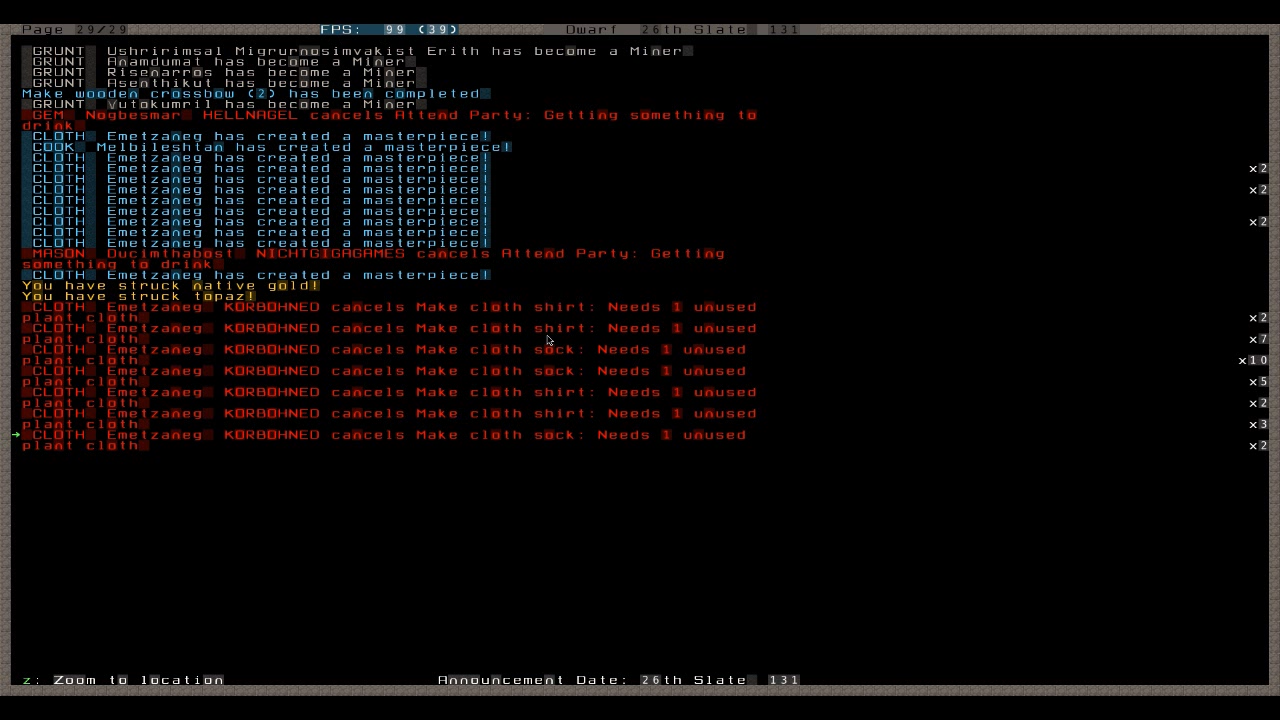 Page 29/29 FPS: 99 (39) Dwarf 26th Slate 131
GRUNT Ushririmsal Migrurnosimvakist Erith has become a Miner
GRUNT Anamdumat has become a Miner
GRUNT Risenarros has become a Miner
GRUNT Asenthikut has become a Miner
Make wooden crossbow (2) has been completed
GRUNT Vutokumril has become a Miner
GEM Nogbesmar HELLNAGEL cancels Attend Party: Getting something to
drink
CLOTH Emetzaneg has created a masterpiece!
COOK Melbileshtan has created a masterpiece!
CLOTH Emetzaneg has created a masterpiece!
CLOTH Emetzaneg has created a masterpiece! x2
CLOTH Emetzaneg has created a masterpiece!
CLOTH Emetzaneg has created a masterpiece! x2
CLOTH Emetzaneg has created a masterpiece!
CLOTH Emetzaneg has created a masterpiece!
CLOTH Emetzaneg has created a masterpiece!
CLOTH Emetzaneg has created a masterpiece! x2
CLOTH Emetzaneg has created a masterpiece!
CLOTH Emetzaneg has created a masterpiece!
MASON Ducimthabost NICHTGIGAGAMES cancels Attend Party: Getting
something to drink
CLOTH Emetzaneg has created a masterpiece!
You have struck native gold!
You have struck topaz!
CLOTH Emetzaneg KORBOHNED cancels Make cloth shirt: Needs 1 unused
plant cloth x2
CLOTH Emetzaneg KORBOHNED cancels Make cloth shirt: Needs 1 unused
plant cloth x7
CLOTH Emetzaneg KORBOHNED cancels Make cloth sock: Needs 1 unused
plant cloth x10
CLOTH Emetzaneg KORBOHNED cancels Make cloth sock: Needs 1 unused
plant cloth x5
CLOTH Emetzaneg KORBOHNED cancels Make cloth shirt: Needs 1 unused
plant cloth x2
CLOTH Emetzaneg KORBOHNED cancels Make cloth shirt: Needs 1 unused
plant cloth x3
CLOTH Emetzaneg KORBOHNED cancels Make cloth sock: Needs 1 unused
plant cloth x2
z: Zoom to location Announcement Date: 26th Slate 131